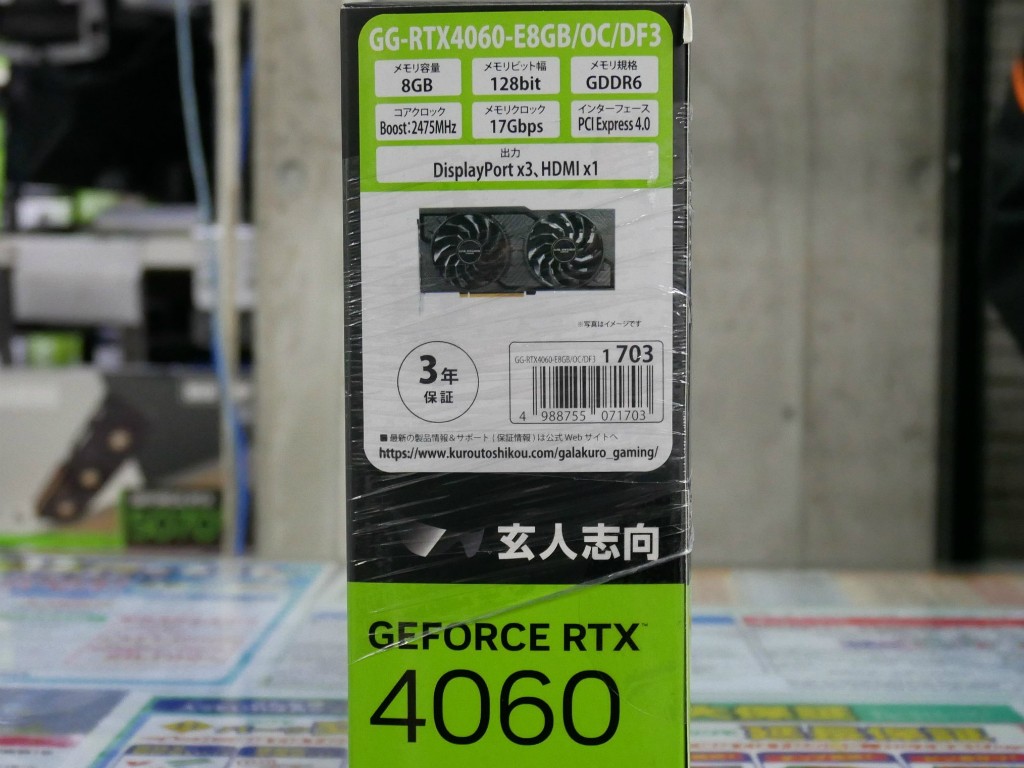 GG-RTX4060-E8GB/OC/DF3
メモリ容量
8GB
メモリビット幅
128bit
メモリ規格
GDDR6
コアクロック
Boost:2475MHz
メモリクロック
17Gbps
インターフェース
PCI Express 4.0
出力
DisplayPort x3、HDMI x1
※写真はイメージです
3年
保証
GG-RTX4060-E8GB/OC/DF3 1703
4 988755 071703
■ 最新の製品情報&サポート(保証情報)は公式Webサイトへ
https://www.kuroutoshikou.com/galakuro_gaming/
玄人志向
GEFORCE RTX™
4060